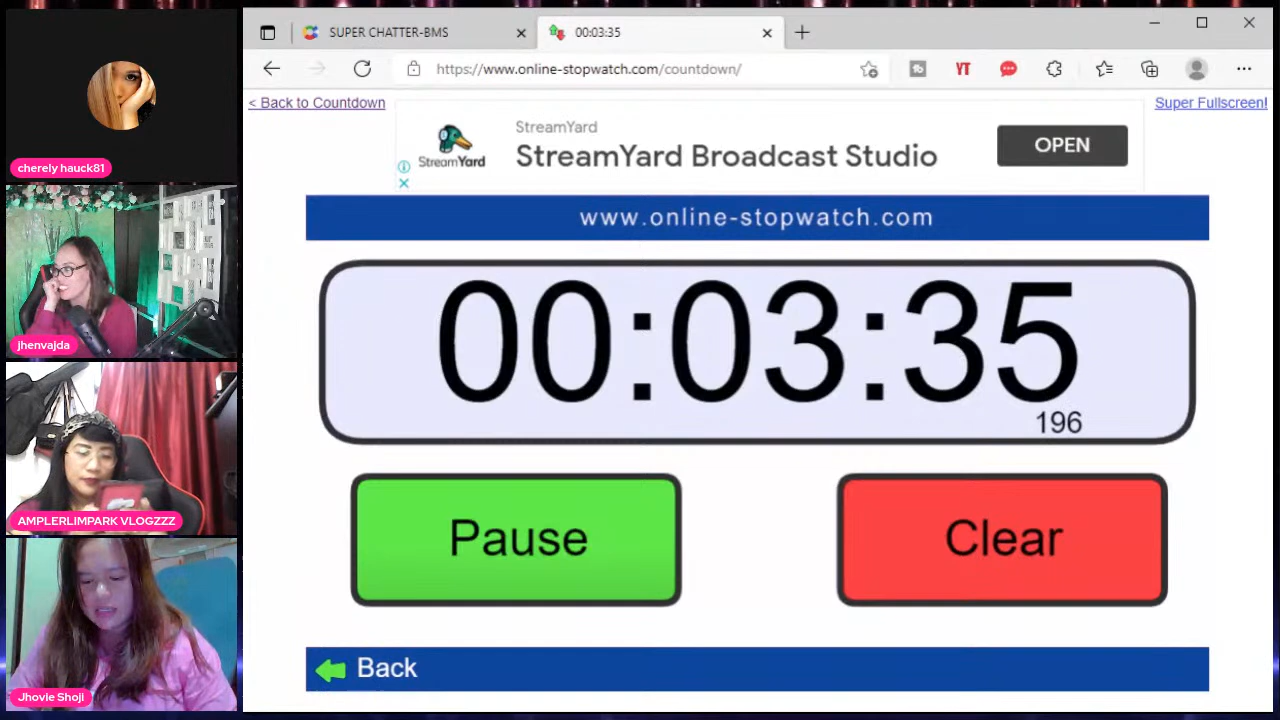 SUPER CHATTER-BMS
00:03:35
https://www.online-stopwatch.com/countdown/
YT
< Back to Countdown
Super Fullscreen!
StreamYard
StreamYard
StreamYard Broadcast Studio
OPEN
www.online-stopwatch.com
00:03:35
196
Pause
Clear
Back
cherely hauck81
jhenvajda
AMPLERLIMPARK VLOGZZZ
Jhovie Shoji